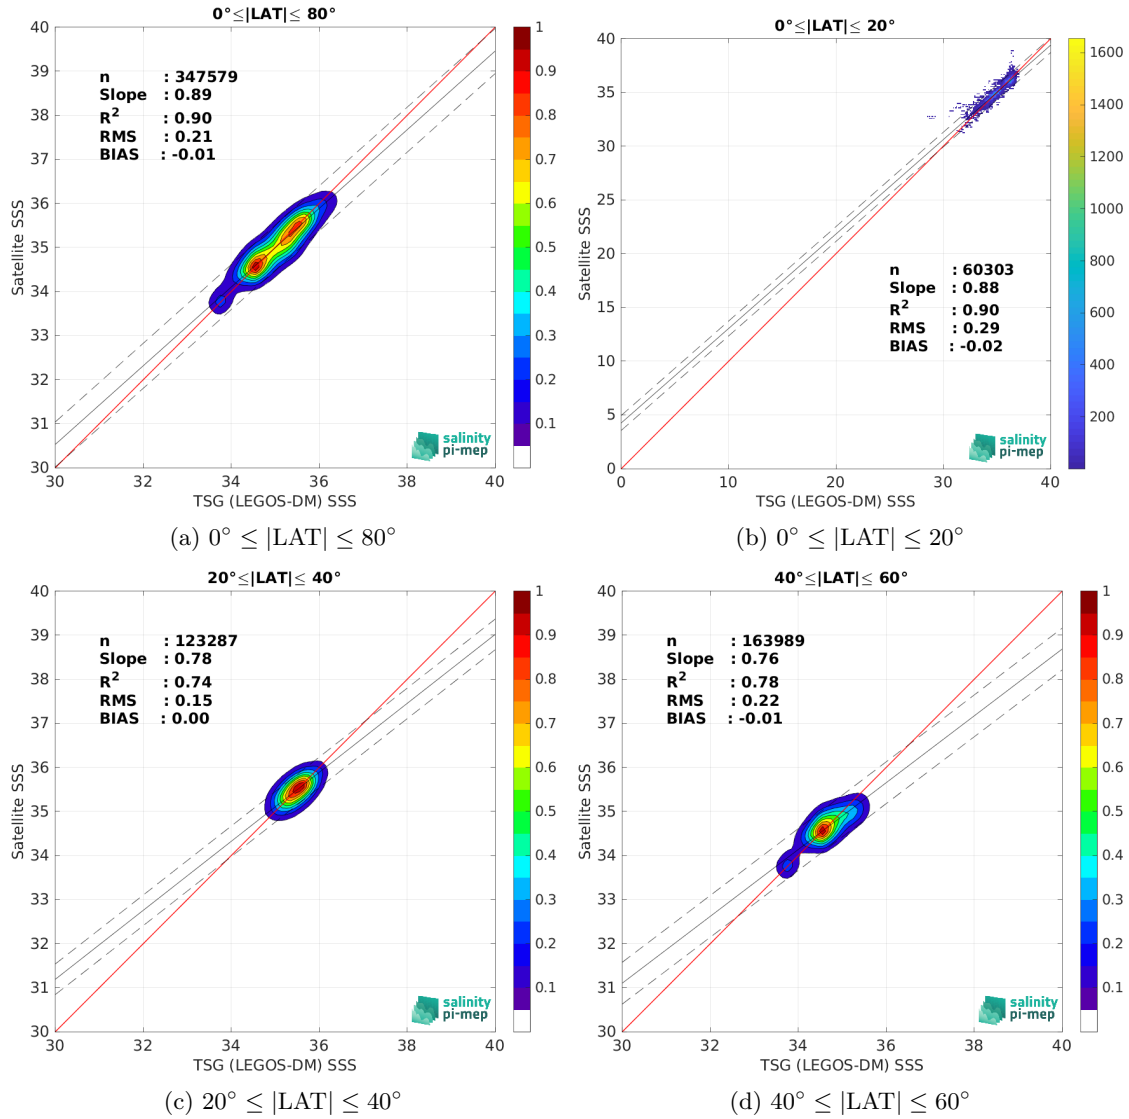 0°≤|LAT|≤ 80°
40
39
38
37
36
35
34
33
32
31
30
30
32
34
36
38
40
Satellite SSS
TSG (LEGOS-DM) SSS
n : 347579
Slope : 0.89
R² : 0.90
RMS : 0.21
BIAS : -0.01
salinity
pi-mep
1
0.9
0.8
0.7
0.6
0.5
0.4
0.3
0.2
0.1
(a) 0° ≤ |LAT| ≤ 80°
0°≤|LAT|≤ 20°
40
35
30
25
20
15
10
5
0
0
10
20
30
40
Satellite SSS
TSG (LEGOS-DM) SSS
n : 60303
Slope : 0.88
R² : 0.90
RMS : 0.29
BIAS : -0.02
salinity
pi-mep
1600
1400
1200
1000
800
600
400
200
(b) 0° ≤ |LAT| ≤ 20°
20°≤|LAT|≤ 40°
40
39
38
37
36
35
34
33
32
31
30
30
32
34
36
38
40
Satellite SSS
TSG (LEGOS-DM) SSS
n : 123287
Slope : 0.78
R² : 0.74
RMS : 0.15
BIAS : 0.00
salinity
pi-mep
1
0.9
0.8
0.7
0.6
0.5
0.4
0.3
0.2
0.1
(c) 20° ≤ |LAT| ≤ 40°
40°≤|LAT|≤ 60°
40
39
38
37
36
35
34
33
32
31
30
30
32
34
36
38
40
Satellite SSS
TSG (LEGOS-DM) SSS
n : 163989
Slope : 0.76
R² : 0.78
RMS : 0.22
BIAS : -0.01
salinity
pi-mep
1
0.9
0.8
0.7
0.6
0.5
0.4
0.3
0.2
0.1
(d) 40° ≤ |LAT| ≤ 60°